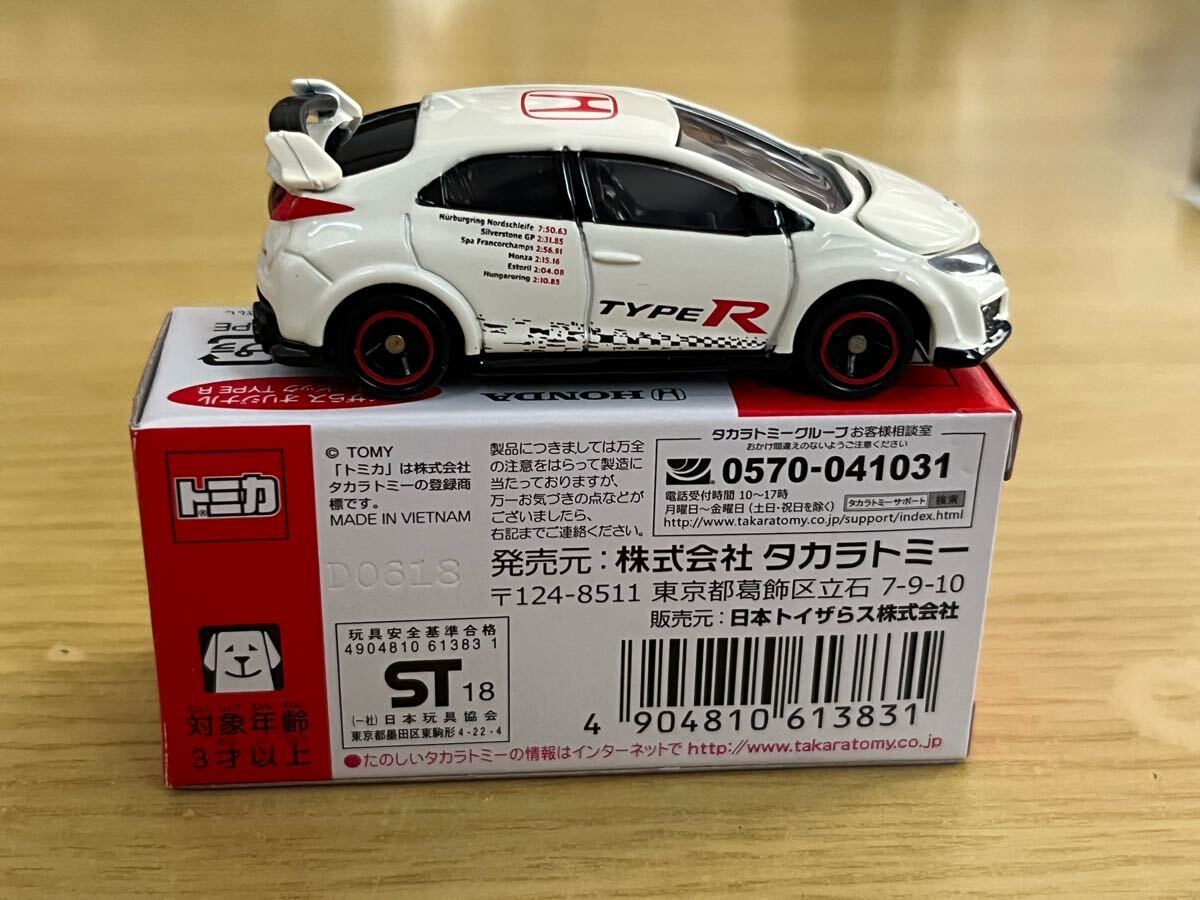 Nürburgring Nordschleife 7:50.63
Silverstone GP 2:31.85
Spa Francorchamps 2:56.91
Monza 2:15.16
Estoril 2:04.08
Hungaroring 2:10.85
TYPE R
HONDA
トミカ
®
© TOMY
「トミカ」は株式会社
タカラトミーの登録商
標です。
MADE IN VIETNAM
D0618
製品につきましては万全
の注意をはらって製造に
当たっておりますが、
万一お気づきの点などが
ございましたら、
右記までご連絡ください。
タカラトミーグループお客様相談室
おかけ間違えのないようご注意ください
0570-041031
電話受付時間 10～17時
月曜日～金曜日 (土日・祝日を除く)
タカラトミーサポート 検索
http://www.takaratomy.co.jp/support/index.html
発売元：株式会社 タカラトミー
〒124-8511 東京都葛飾区立石 7-9-10
販売元：日本トイザらス株式会社
玩具安全基準合格
4904810 61383 1
ST 18
(一社)日本玩具協会
東京都墨田区東駒形4-22-4
4 904810 613831
たいしょうねんれい
対象年齢
さい いじょう
3才以上
●たのしいタカラトミーの情報はインターネットで http://www.takaratomy.co.jp